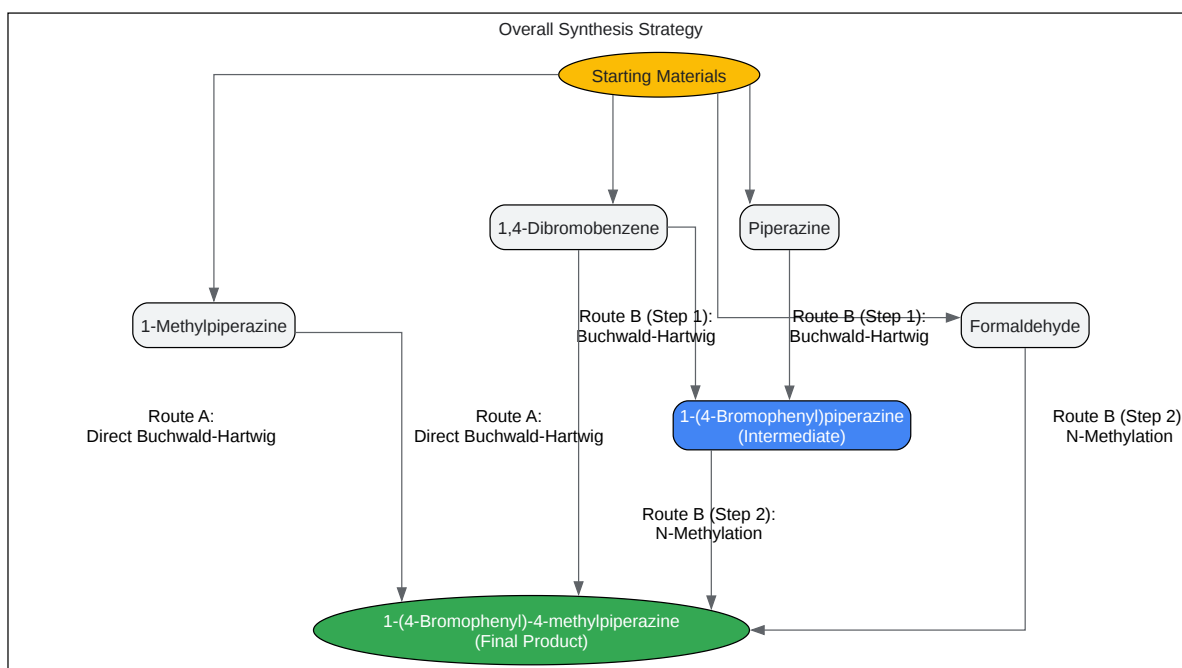 Overall Synthesis Strategy
Starting Materials
1,4-Dibromobenzene
Piperazine
1-Methylpiperazine
Route B (Step 1):
Buchwald-Hartwig
Route B (Step 1):
Buchwald-Hartwig
Formaldehyde
Route A:
Direct Buchwald-Hartwig
Route A:
Direct Buchwald-Hartwig
1-(4-Bromophenyl)piperazine
(Intermediate)
Route B (Step 2):
N-Methylation
Route B (Step 2):
N-Methylation
1-(4-Bromophenyl)-4-methylpiperazine
(Final Product)